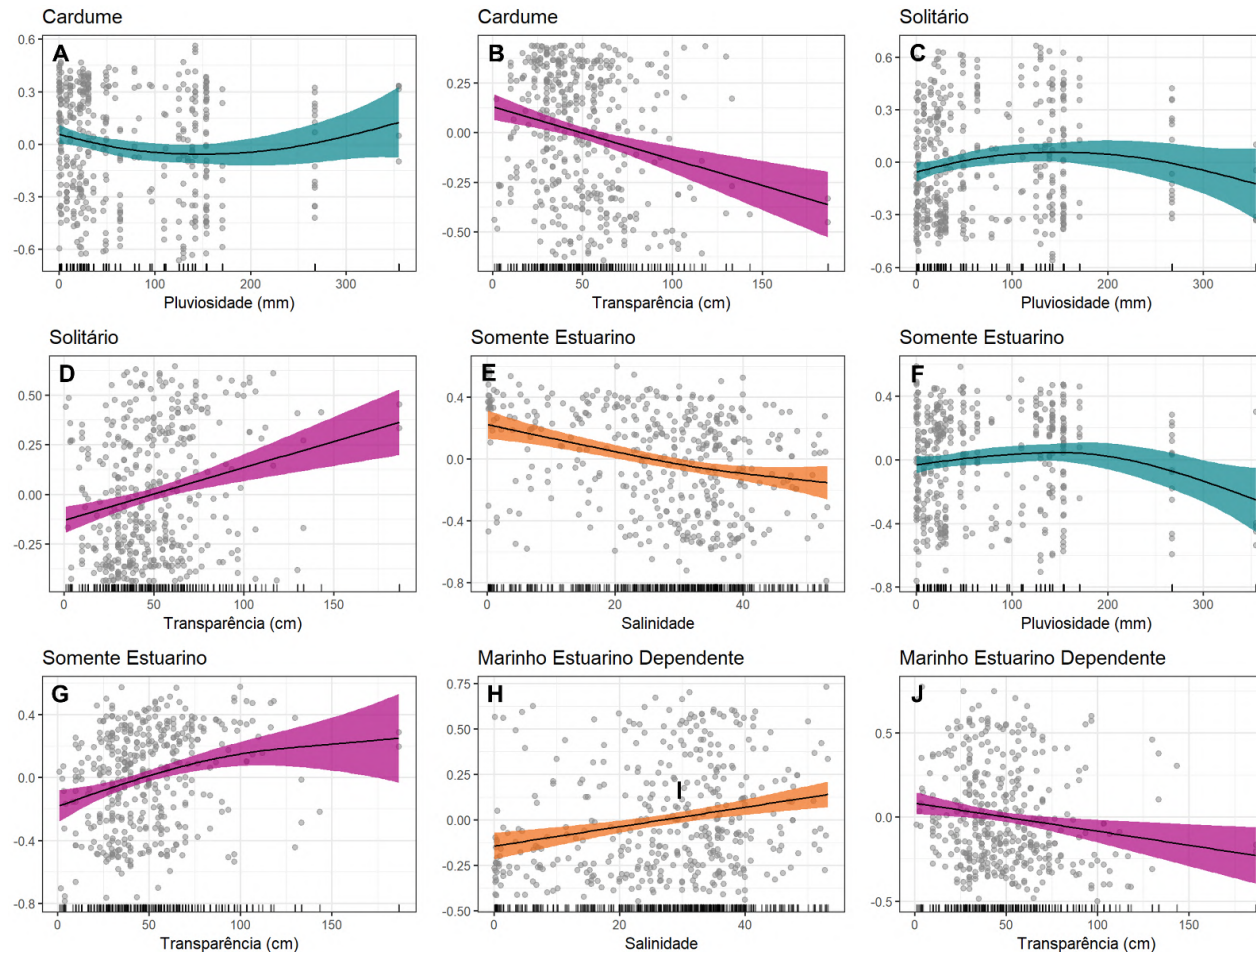 Cardume
A
0.6
0.3
0.0
-0.3
-0.6
0
100
200
300
Pluviosidade (mm)
Cardume
B
0.25
0.00
-0.25
-0.50
0
50
100
150
Transparência (cm)
Solitário
C
0.6
0.3
0.0
-0.3
-0.6
0
100
200
300
Pluviosidade (mm)
Solitário
D
0.50
0.25
0.00
-0.25
0
50
100
150
Transparência (cm)
Somente Estuarino
E
0.4
0.0
-0.4
-0.8
0
20
40
Salinidade
Somente Estuarino
F
0.4
0.0
-0.4
-0.8
0
100
200
300
Pluviosidade (mm)
Somente Estuarino
G
0.4
0.0
-0.4
-0.8
0
50
100
150
Transparência (cm)
Marinho Estuarino Dependente
H
I
0.75
0.50
0.25
0.00
-0.25
-0.50
0
20
40
Salinidade
Marinho Estuarino Dependente
J
0.5
0.0
-0.5
0
50
100
150
Transparência (cm)